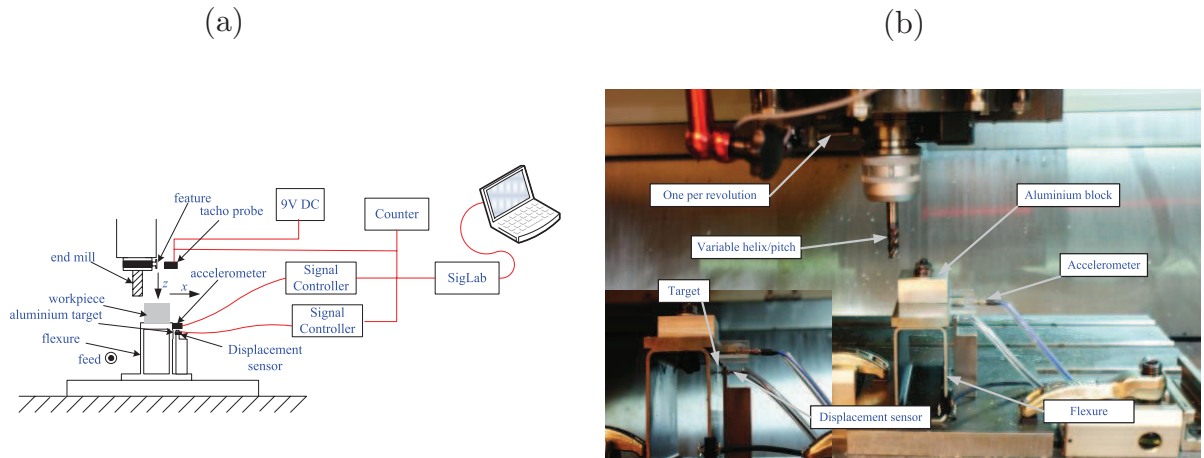 (a)
(b)
feature
tacho probe
9V DC
Counter
end mill
accelerometer
z
x
Signal
Controller
SigLab
workpiece
aluminium target
Signal
Controller
flexure
Displacement
sensor
feed
One per revolution
Aluminium block
Variable helix/pitch
Accelerometer
Target
Displacement sensor
Flexure